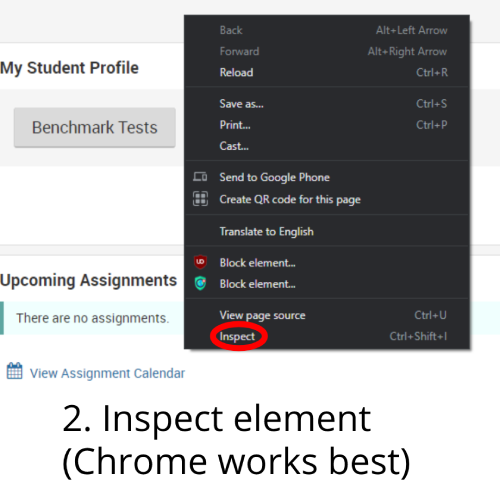 Back Alt+Left Arrow
Forward Alt+Right Arrow
My Student Profile
Reload Ctrl+R
Save as... Ctrl+S
Benchmark Tests
Print... Ctrl+P
Cast...
Send to Google Phone
Create QR code for this page
Translate to English
UD
Block element...
Upcoming Assignments
Block element...
There are no assignments.
View page source Ctrl+U
Inspect Ctrl+Shift+I
View Assignment Calendar
2. Inspect element
(Chrome works best)